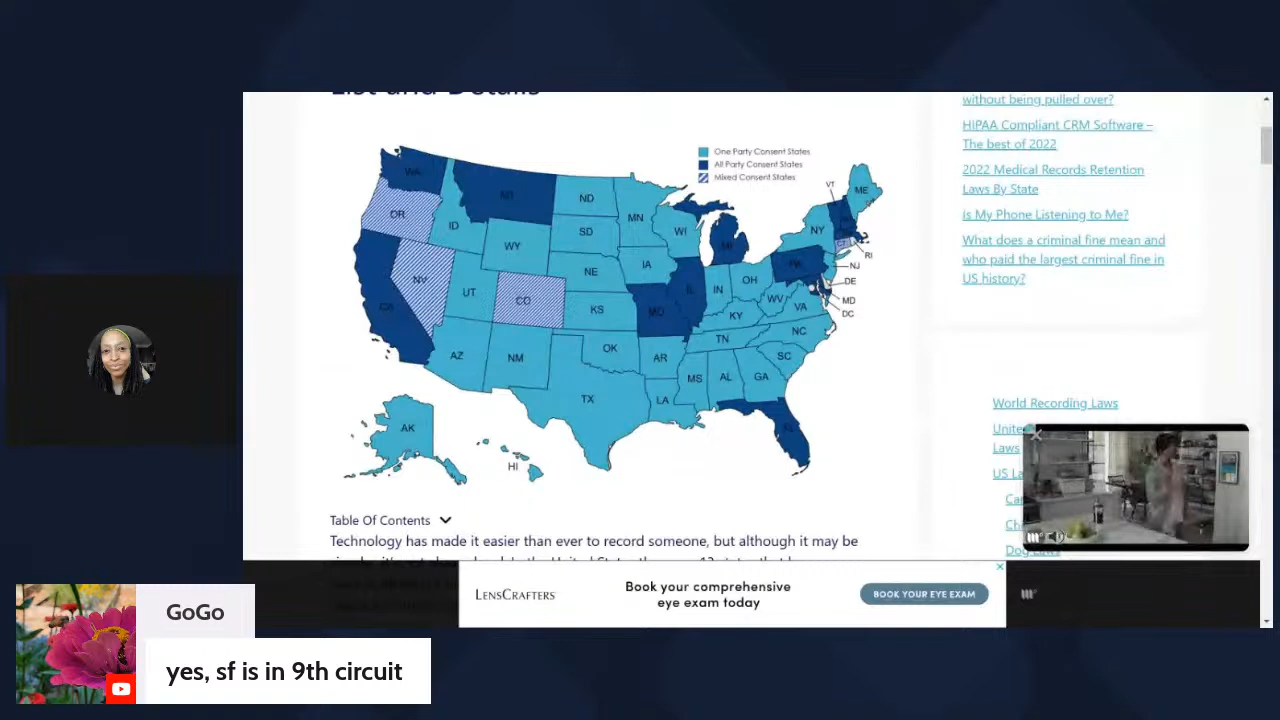 List and Details
One Party Consent States
All Party Consent States
Mixed Consent States
WA
MT
ND
MN
VT
ME
OR
ID
SD
WI
MI
NY
WY
CT
RI
NE
IA
PA
NJ
NV
UT
CO
KS
MO
IL
IN
OH
WV
VA
DE
MD
DC
CA
KY
NC
AZ
NM
OK
AR
TN
SC
TX
LA
MS
AL
GA
FL
AK
HI
Table Of Contents
Technology has made it easier than ever to record someone, but although it may be
without being pulled over?
HIPAA Compliant CRM Software –
The best of 2022
2022 Medical Records Retention
Laws By State
Is My Phone Listening to Me?
What does a criminal fine mean and
who paid the largest criminal fine in
US history?
World Recording Laws
Laws
US
Dog Laws
LENSCRAFTERS
Book your comprehensive
eye exam today
BOOK YOUR EYE EXAM
GoGo
yes, sf is in 9th circuit